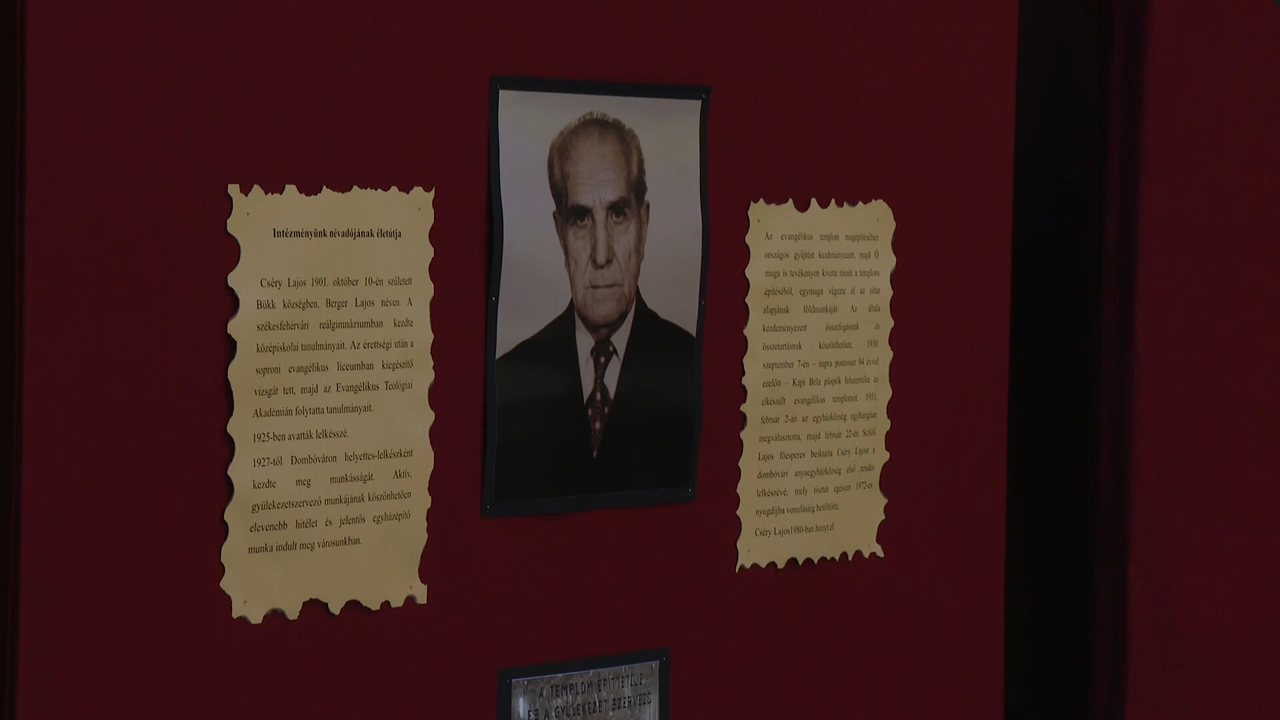 Intézményünk névadójának életútja
Cséry Lajos 1901. október 10-én született
Bükk községben, Berger Lajos néven. A
székesfehérvári reálgimnáziumban kezdte
középiskolai tanulmányait. Az érettségi után a
soproni evangélikus líceumban kiegészítő
vizsgát tett, majd az Evangélikus Teológiai
Akadémián folytatta tanulmányait.
1925-ben avatták lelkésszé.
1927-től Dombóváron helyettes-lelkészként
kezdte meg munkásságát. Aktív,
gyülekezetszervező munkájának köszönhetően
elevenebb hitélet és jelentős egyházépítő
munka indult meg városunkban.
Az evangélikus templom megépítéséhez
országos gyűjtést kezdeményezett, majd Ő
maga is tevékenyen kivette részét a templom
építéséből, egymaga végezte el az oltár
alapjának földmunkáját. Az általa
kezdeményezett összefogásnak és
összetartásnak köszönhetően, 1930
szeptember 7-én – napra pontosan 94 évvel
ezelőtt – Kapi Béla püspök felszentelte az
elkészült evangélikus templomot. 1931.
február 2-án az egyházközség egyhangúan
megválasztotta, majd február 22-én Schöll
Lajos főesperes beiktatta Cséry Lajost a
dombóvári anyaegyházközség első rendes
lelkészévé, mely tisztet egészen 1972-es
nyugdíjba vonulásáig betöltötte.
Cséry Lajos1980-ban hunyt el
A TEMPLOM ÉPÍTTETŐJE
ÉS A GYÜLEKEZET SZERVEZŐ